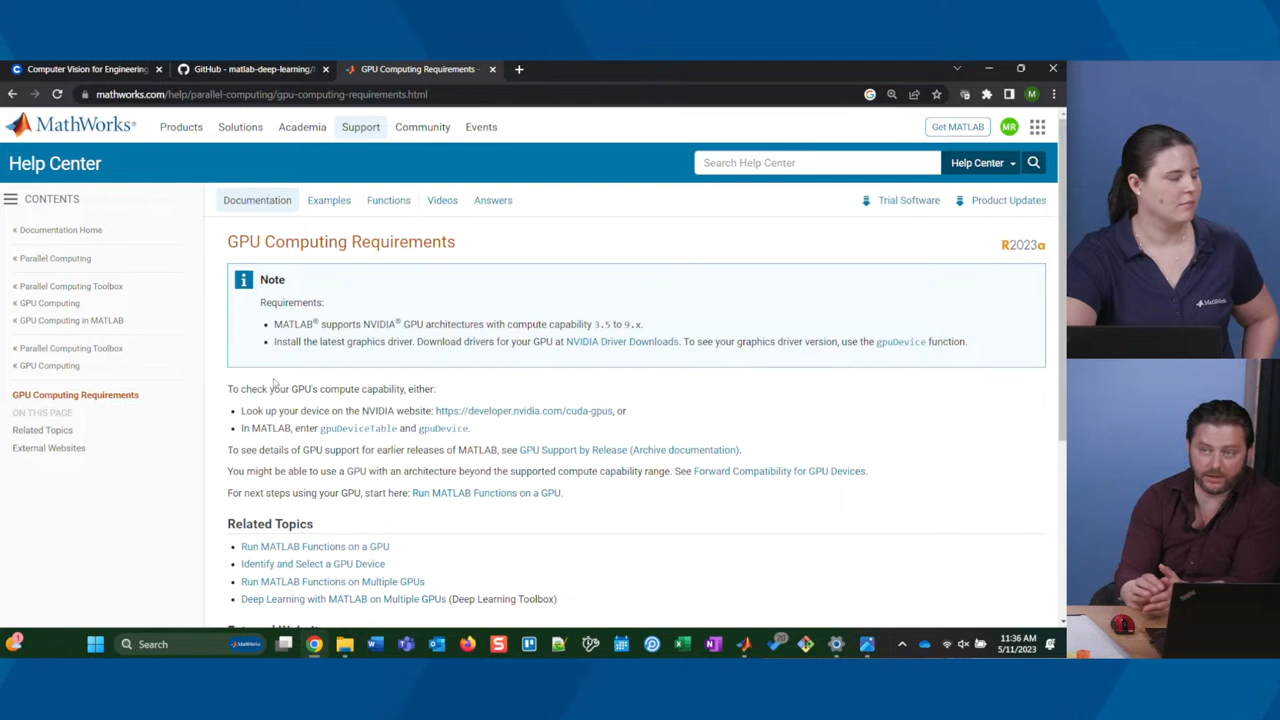 Computer Vision for Engineering
GitHub - matlab-deep-learning/
GPU Computing Requirements -
mathworks.com/help/parallel-computing/gpu-computing-requirements.html
M
MathWorks®
Products
Solutions
Academia
Support
Community
Events
Get MATLAB
MR
Help Center
Search Help Center
Help Center
CONTENTS
Documentation
Examples
Functions
Videos
Answers
Trial Software
Product Updates
« Documentation Home
« Parallel Computing
« Parallel Computing Toolbox
« GPU Computing
« GPU Computing in MATLAB
« Parallel Computing Toolbox
« GPU Computing
GPU Computing Requirements
ON THIS PAGE
Related Topics
External Websites
GPU Computing Requirements
R2023a
Note
Requirements:
• MATLAB® supports NVIDIA® GPU architectures with compute capability 3.5 to 9.x.
• Install the latest graphics driver. Download drivers for your GPU at NVIDIA Driver Downloads. To see your graphics driver version, use the gpuDevice function.
To check your GPU's compute capability, either:
• Look up your device on the NVIDIA website: https://developer.nvidia.com/cuda-gpus, or
• In MATLAB, enter gpuDeviceTable and gpuDevice.
To see details of GPU support for earlier releases of MATLAB, see GPU Support by Release (Archive documentation).
You might be able to use a GPU with an architecture beyond the supported compute capability range. See Forward Compatibility for GPU Devices.
For next steps using your GPU, start here: Run MATLAB Functions on a GPU.
Related Topics
• Run MATLAB Functions on a GPU
• Identify and Select a GPU Device
• Run MATLAB Functions on Multiple GPUs
• Deep Learning with MATLAB on Multiple GPUs (Deep Learning Toolbox)
1
Search
MathWorks
20
11:36 AM
5/11/2023
MathWorks